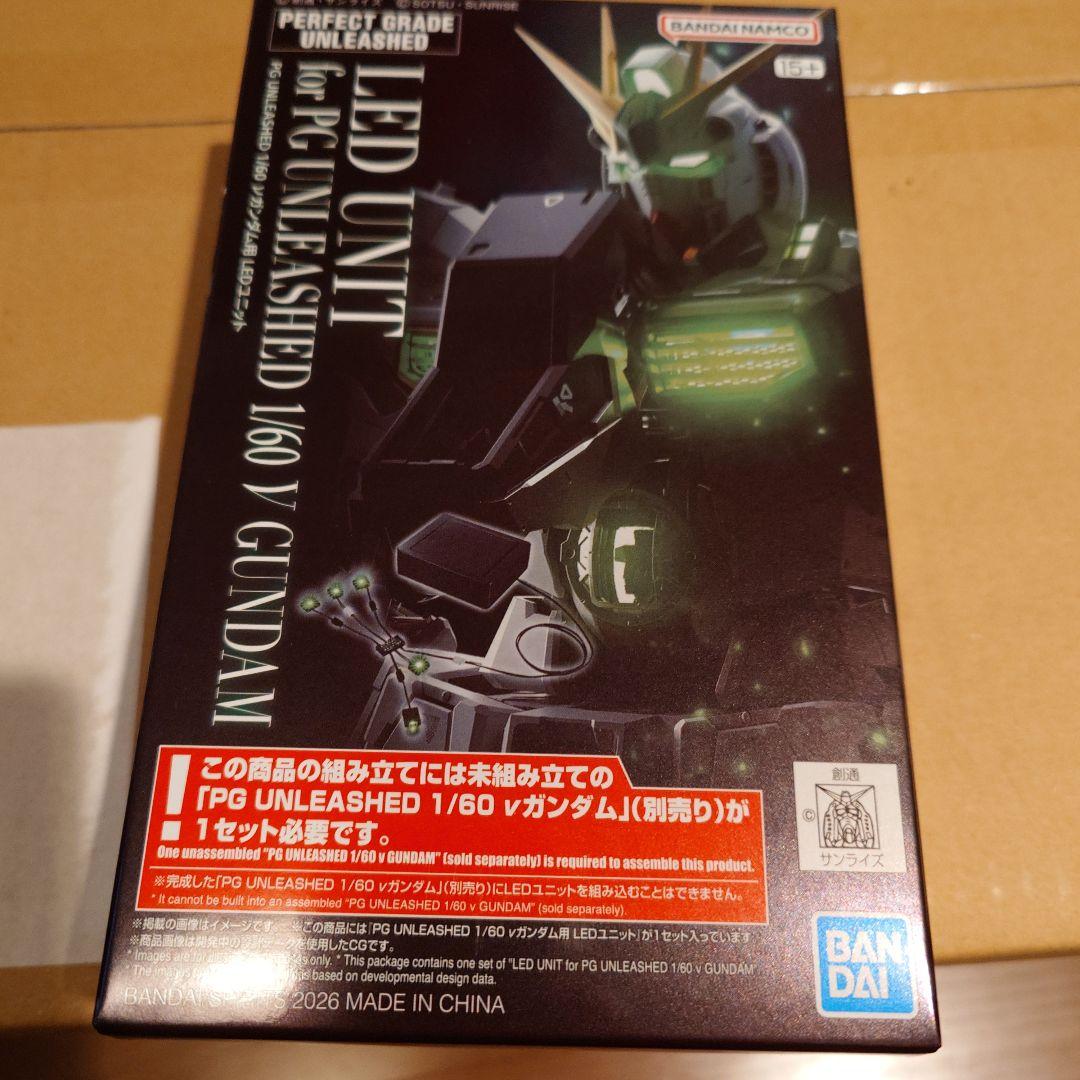 ©創通・サンライズ ©SOTSU・SUNRISE
PERFECT GRADE
UNLEASHED
BANDAI NAMCO
15+
LED UNIT
for PG UNLEASHED 1/60 ν GUNDAM
PG UNLEASHED 1/60 νガンダム用 LEDユニット
!
この商品の組み立てには未組み立ての
「PG UNLEASHED 1/60 νガンダム」(別売り)が
1セット必要です。
One unassembled "PG UNLEASHED 1/60 ν GUNDAM" (sold separately) is required to assemble this product.
※完成した「PG UNLEASHED 1/60 νガンダム」(別売り)にLEDユニットを組み込むことはできません。
* It cannot be built into an assembled "PG UNLEASHED 1/60 ν GUNDAM" (sold separately).
創通
©
サンライズ
※掲載の画像はイメージです。 ※この商品には「PG UNLEASHED 1/60 νガンダム用 LEDユニット」が1セット入っています
※商品画像は開発中の設計データを使用したCGです。
* Images are for only. * This package contains one set of "LED UNIT for PG UNLEASHED 1/60 ν GUNDAM"
* The images based on developmental design data.
BANDAI SPIRITS 2026 MADE IN CHINA
BAN
DAI